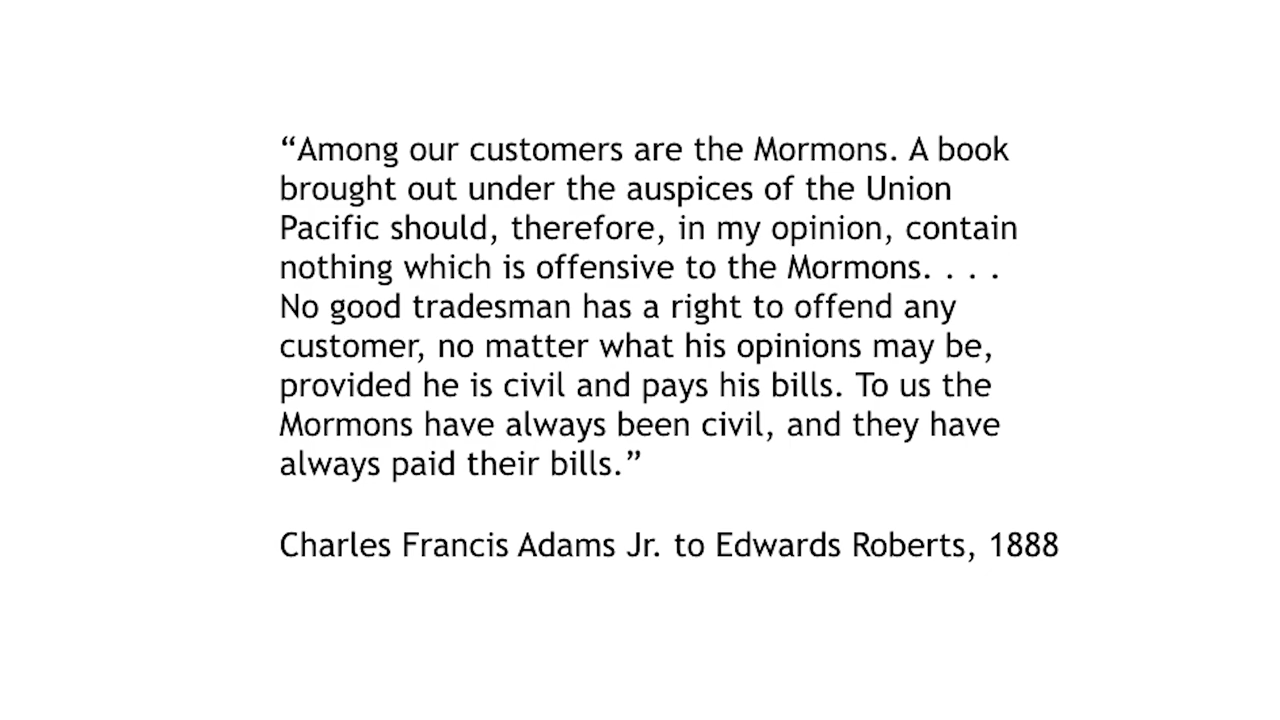 “Among our customers are the Mormons. A book
brought out under the auspices of the Union
Pacific should, therefore, in my opinion, contain
nothing which is offensive to the Mormons. . . .
No good tradesman has a right to offend any
customer, no matter what his opinions may be,
provided he is civil and pays his bills. To us the
Mormons have always been civil, and they have
always paid their bills.”
Charles Francis Adams Jr. to Edwards Roberts, 1888